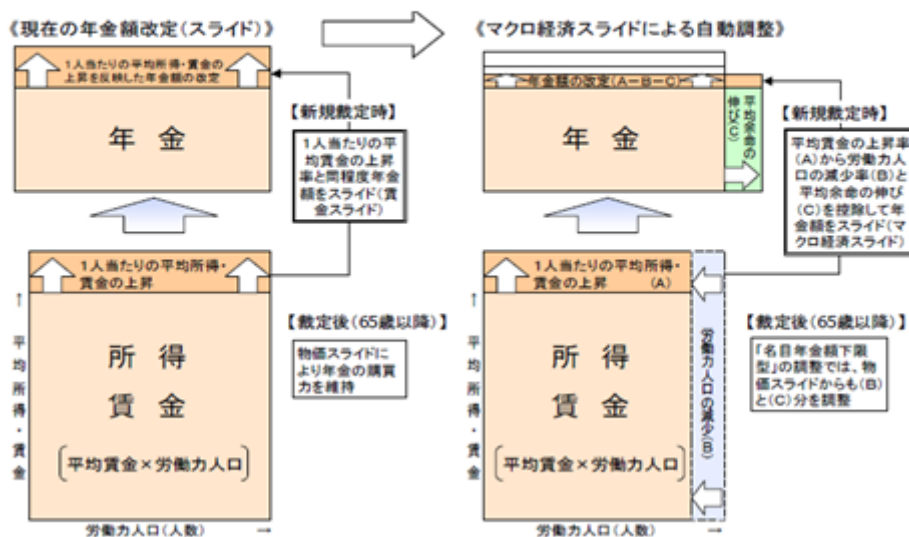 《現在の年金額改定(スライド)》
1人当たりの平均所得・賃金の
上昇を反映した年金額の改定
年 金
【新規裁定時】
1人当たりの平
均賃金の上昇
率と同程度年金
額をスライド(賃
金スライド)
1人当たりの平均所得・
賃金の上昇
所 得
賃 金
平均賃金×労働力人口
↑
平均所得・賃金
労働力人口(人数) →
【裁定後(65歳以降)】
物価スライドに
より年金の購買
力を維持
《マクロ経済スライドによる自動調整》
年金額の改定(A-B-C)
年 金
平均余命の
伸び(C)
【新規裁定時】
平均賃金の上昇率
(A)から労働力人
口の減少率(B)と
平均余命の伸び
(C)を控除して年
金額をスライド(マ
クロ経済スライド)
1人当たりの平均所得・
賃金の上昇 (A)
所 得
賃 金
平均賃金×労働力人口
労働力人口の減少(B)
↑
平均所得・賃金
労働力人口(人数) →
【裁定後(65歳以降)】
「名目年金額下限
型」の調整では、物
価スライドからも(B)
と(C)分を調整